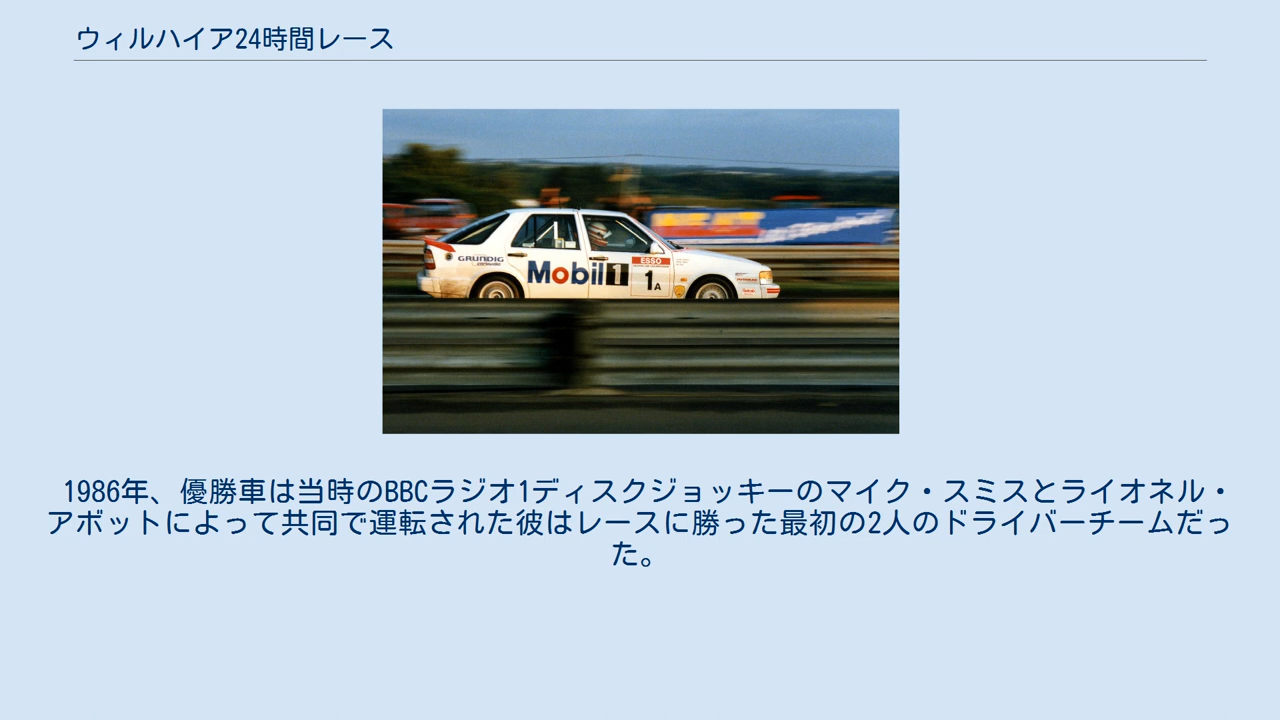 ウィルハイア24時間レース
GRUNDIG
Mobil 1
ESSO
1A
1986年、優勝車は当時のBBCラジオ1ディスクジョッキーのマイク・スミスとライオネル・
アボットによって共同で運転された彼はレースに勝った最初の2人のドライバーチームだっ
た。